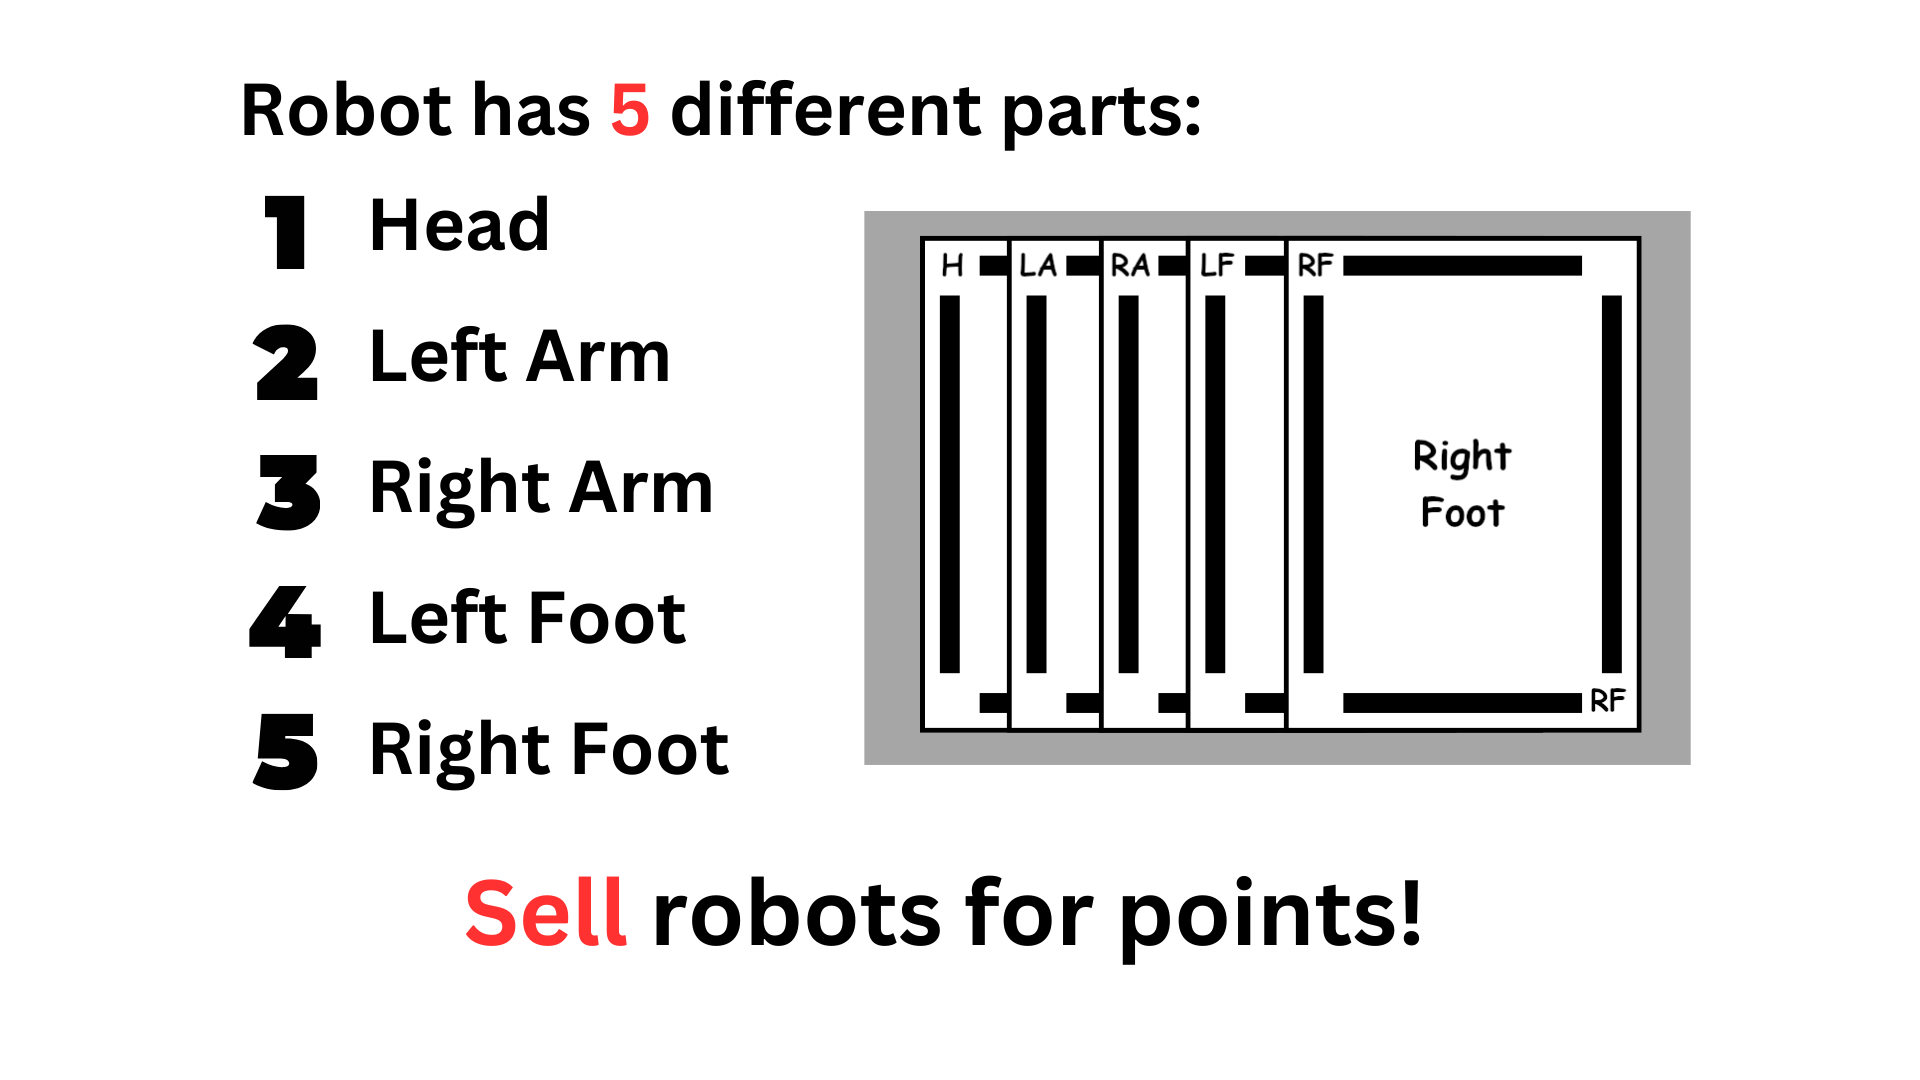 Robot has 5 different parts:
1 Head
2 Left Arm
3 Right Arm
4 Left Foot
5 Right Foot
H LA RA LF RF
Right
Foot
RF
Sell robots for points!